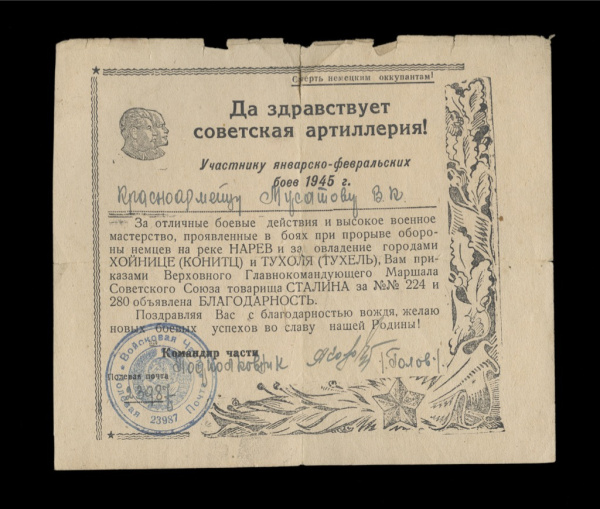 Смерть немецким оккупантам!
Да здравствует
советская артиллерия!
Участнику январско-февральских
боев 1945 г.
Красноармейцу Мусатову В. К.
За отличные боевые действия и высокое военное
мастерство, проявленные в боях при прорыве оборо-
ны немцев на реке НАРЕВ и за овладение городами
ХОЙНИЦЕ (КОНИТЦ) и ТУХОЛЯ (ТУХЕЛЬ), Вам при-
казами Верховного Главнокомандующего Маршала
Советского Союза товарища СТАЛИНА за №№ 224 и
280 объявлена БЛАГОДАРНОСТЬ.
Поздравляя Вас с благодарностью вождя, желаю
новых боевых успехов во славу нашей Родины!
Командир части
Подполковник
Полевая почта
Войсковая
Полевая Почта
23987